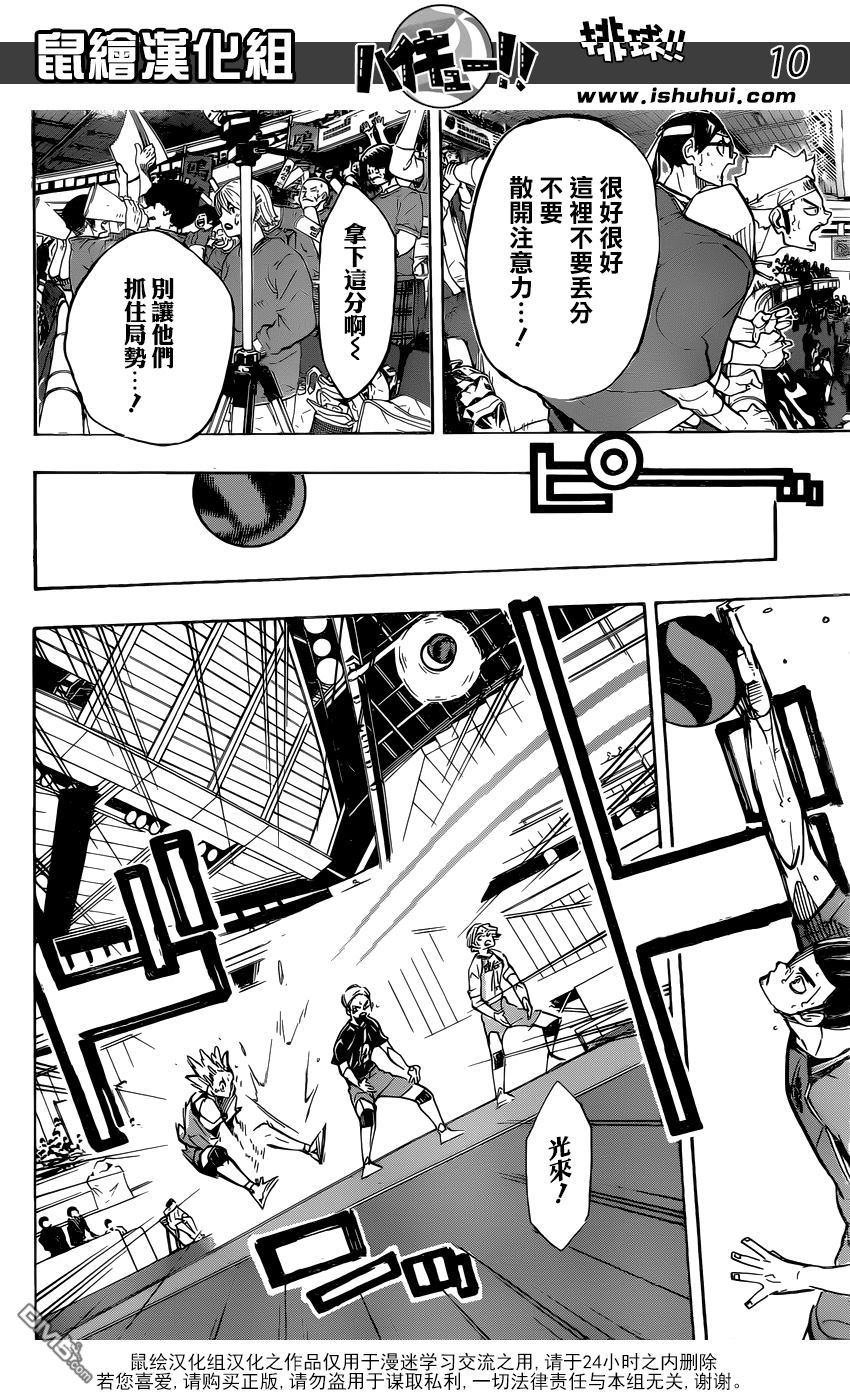 鼠繪漢化組
ハイキュー!!
排球!!
10
www.ishuhui.com
很好很好
這裡不要丟分
不要
散開注意力…!
拿下這分啊~
別讓他們
抓住局勢…!
鴎
ピー
ド
ド
光來!
鼠绘汉化组汉化之作品仅用于漫迷学习交流之用, 请于24小时之内删除
若您喜爱, 请购买正版, 请勿盗用于谋取私利, 一切法律责任与本组无关, 谢谢。